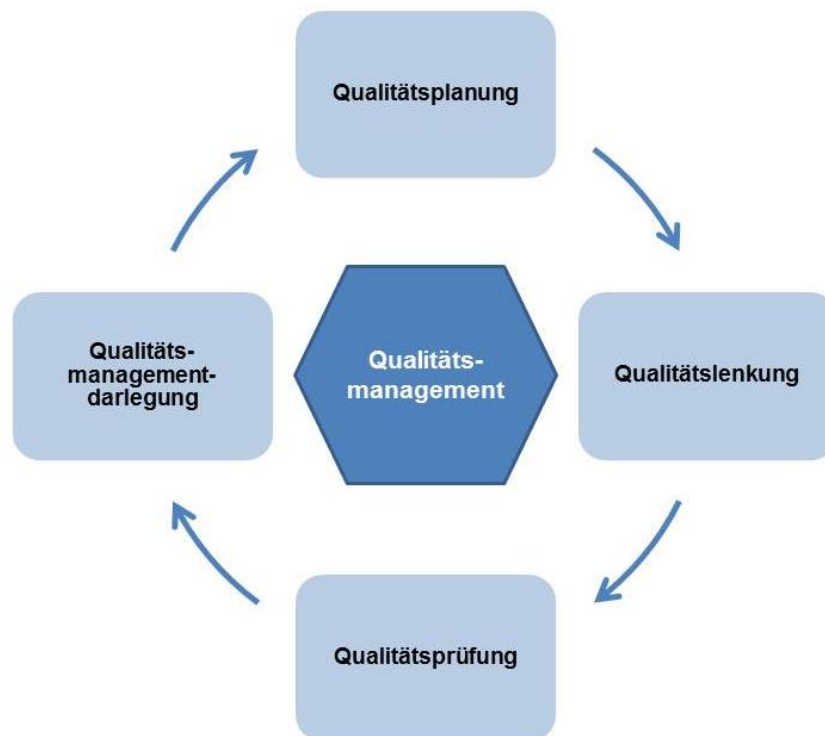 Qualitätsplanung
Qualitäts-
management-
darlegung
Qualitäts-
management
Qualitätslenkung
Qualitätsprüfung